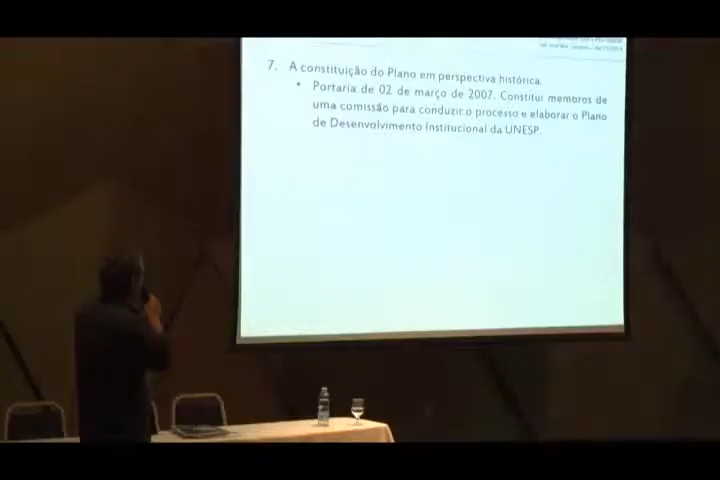 7. A constituição do Plano em perspectiva histórica.
• Portaria de 02 de março de 2007. Constitui membros de
uma comissão para conduzir o processo e elaborar o Plano
de Desenvolvimento Institucional da UNESP.